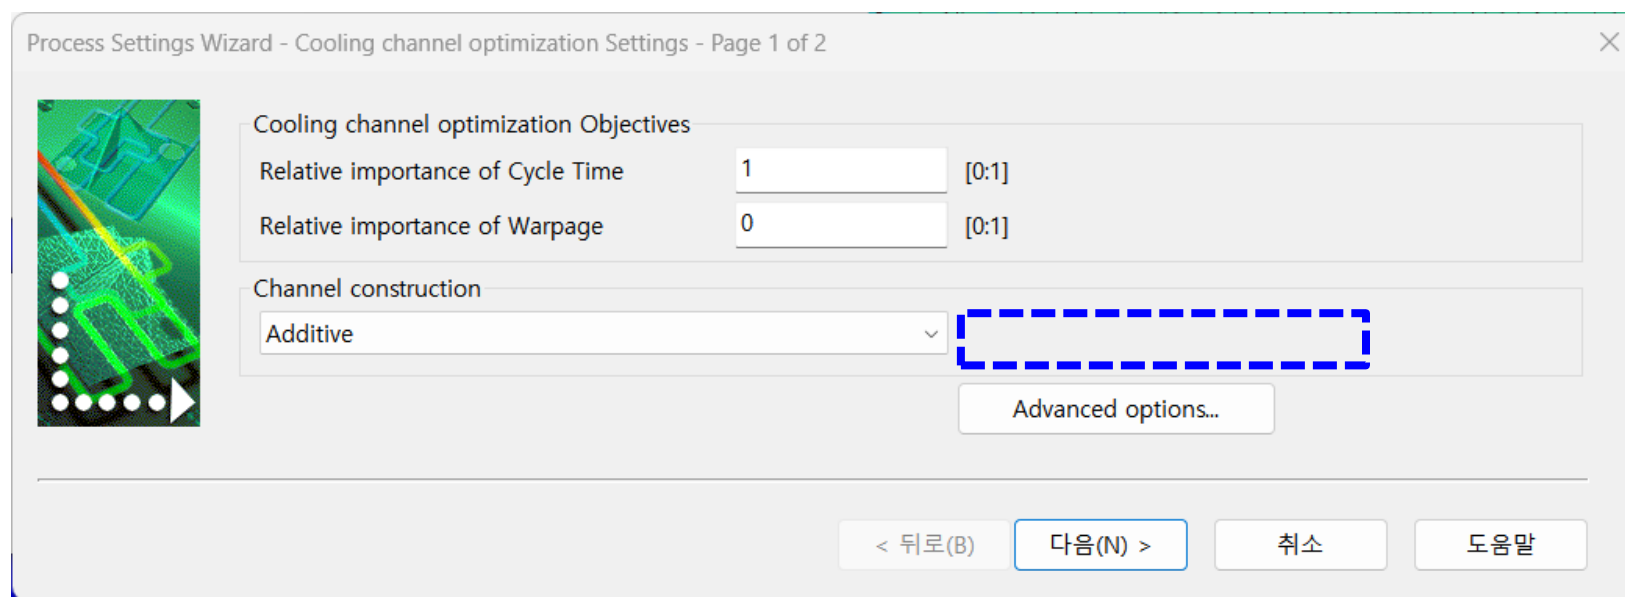 Process Settings Wizard - Cooling channel optimization Settings - Page 1 of 2
Cooling channel optimization Objectives
Relative importance of Cycle Time 1 [0:1]
Relative importance of Warpage 0 [0:1]
Channel construction
Additive
Advanced options...
< 뒤로(B) 다음(N) > 취소 도움말